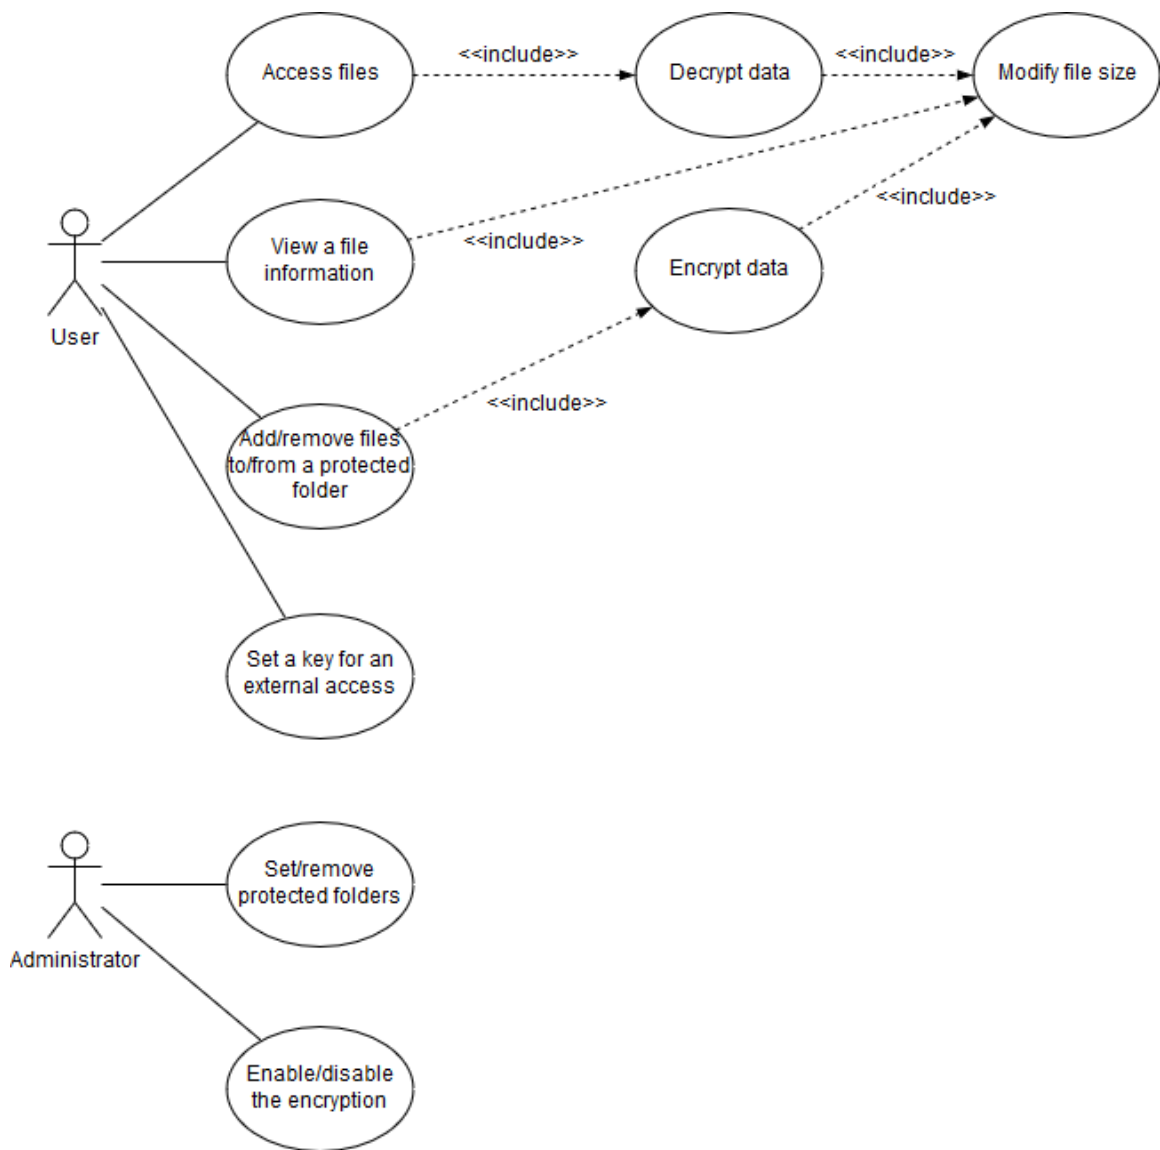 Access files
<<include>>
Decrypt data
<<include>>
Modify file size
<<include>>
View a file
information
<<include>>
Encrypt data
User
<<include>>
Add/remove files
to/from a protected
folder
Set a key for an
external access
Set/remove
protected folders
Administrator
Enable/disable
the encryption